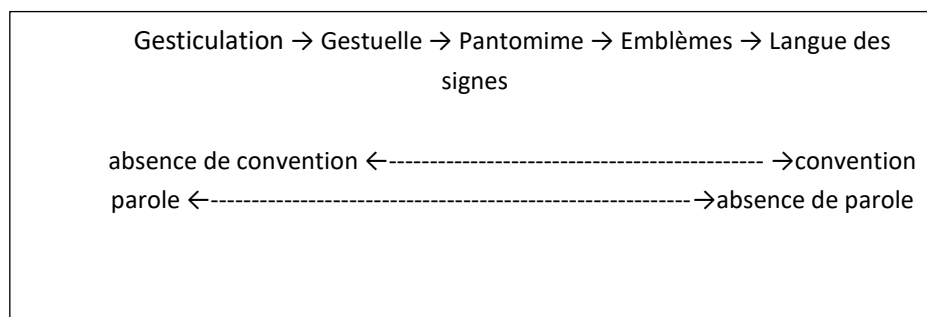 Gesticulation → Gestuelle → Pantomime → Emblèmes → Langue des
signes
absence de convention ←---------------------------------------------- →convention
parole ←-----------------------------------------------------------→absence de parole